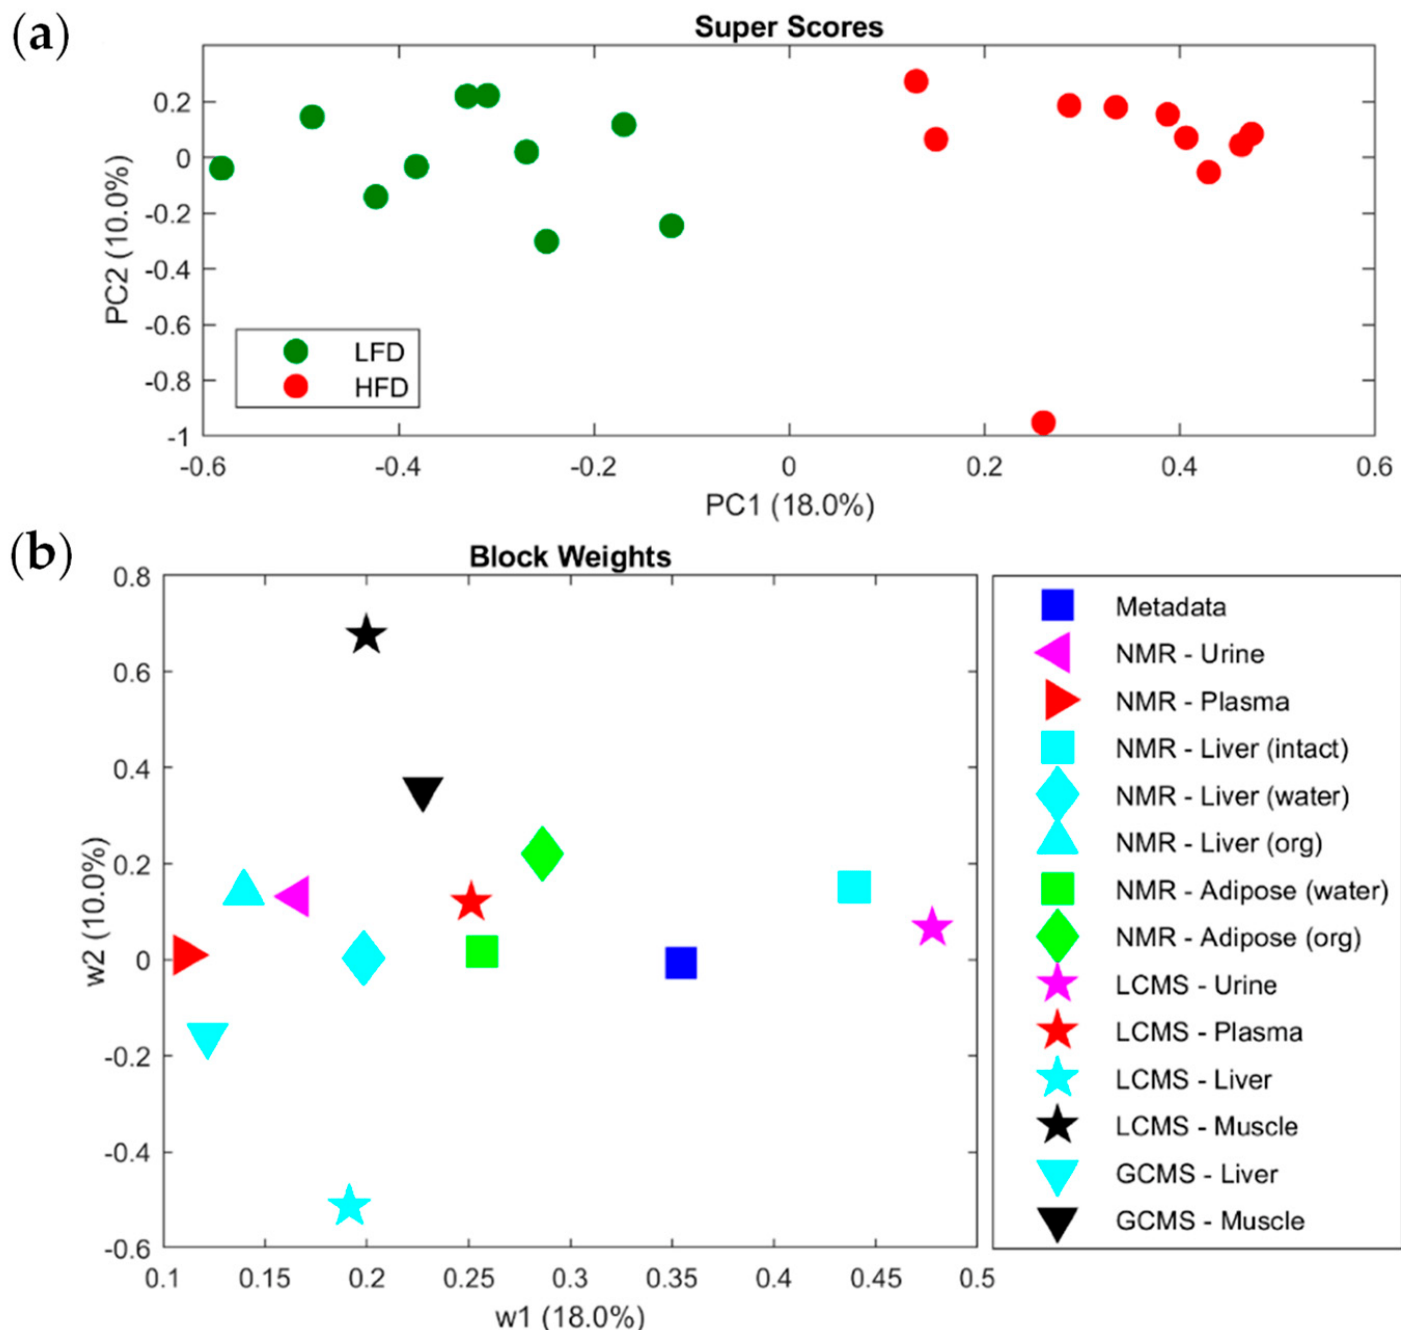 (a)
Super Scores
0.2
0
-0.2
-0.4
-0.6
-0.8
-1
PC2 (10.0%)
LFD
HFD
-0.6 -0.4 -0.2 0 0.2 0.4 0.6
PC1 (18.0%)
(b)
Block Weights
0.8
0.6
0.4
0.2
0
-0.2
-0.4
-0.6
w2 (10.0%)
0.1 0.15 0.2 0.25 0.3 0.35 0.4 0.45 0.5
w1 (18.0%)
Metadata
NMR - Urine
NMR - Plasma
NMR - Liver (intact)
NMR - Liver (water)
NMR - Liver (org)
NMR - Adipose (water)
NMR - Adipose (org)
LCMS - Urine
LCMS - Plasma
LCMS - Liver
LCMS - Muscle
GCMS - Liver
GCMS - Muscle